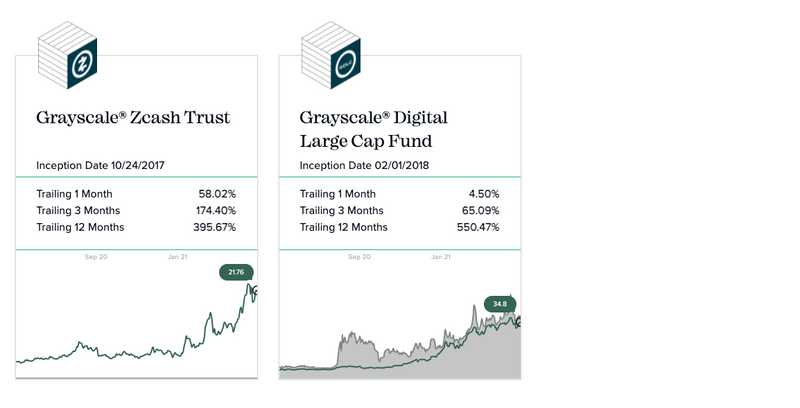 Grayscale® Zcash Trust
Inception Date 10/24/2017
Trailing 1 Month 58.02%
Trailing 3 Months 174.40%
Trailing 12 Months 395.67%
Sep 20 Jan 21
21.76
Grayscale® Digital
Large Cap Fund
Inception Date 02/01/2018
Trailing 1 Month 4.50%
Trailing 3 Months 65.09%
Trailing 12 Months 550.47%
Sep 20 Jan 21
34.8